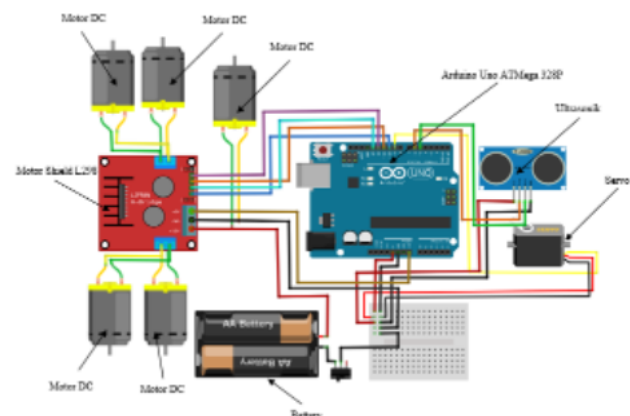 Motor DC
Motor DC
Motor DC
Arduino Uno ATMega 328P
Ultrasonik
Motor Shield L298
UNO
Servo
AA Battery
AA Battery
Motor DC
Motor DC
Battery